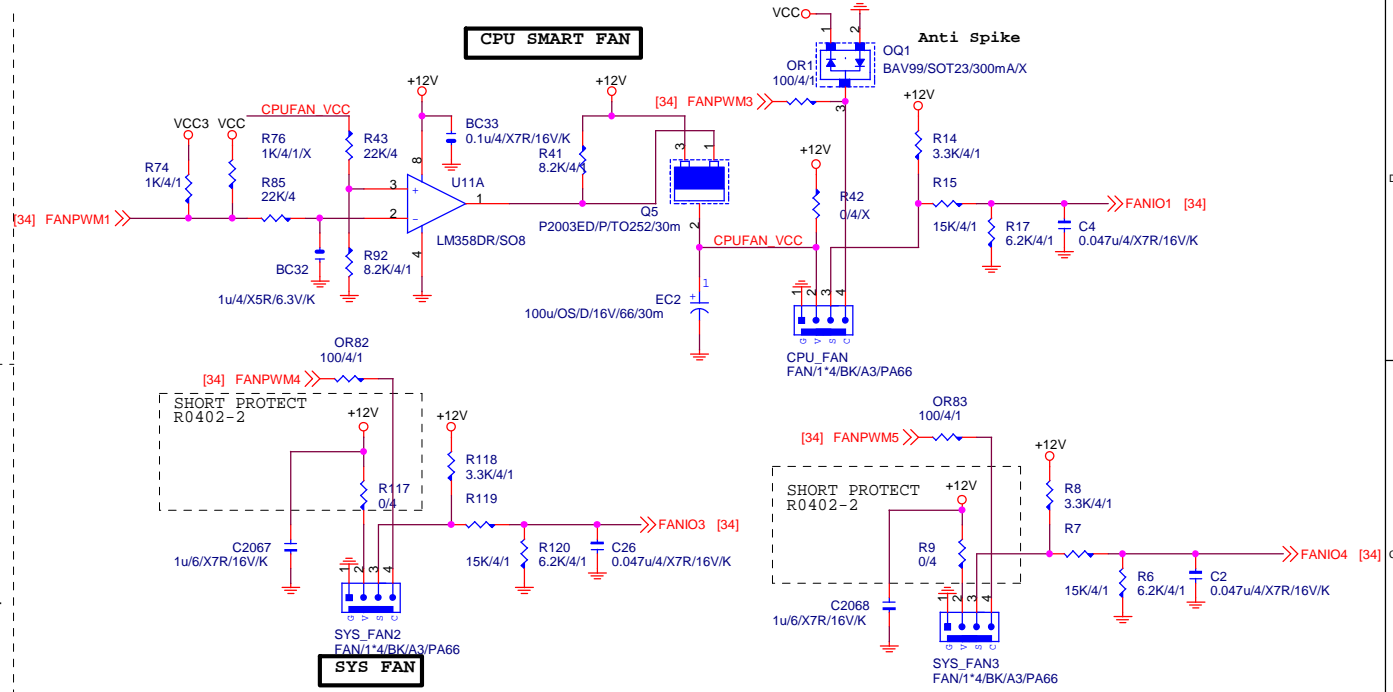 CPU SMART FAN
VCC
1
2
Anti Spike
OQ1
BAV99/SOT23/300mA/X
OR1
100/4/1
3
[34] FANPWM3
+12V
+12V
+12V
CPUFAN_VCC
VCC3
VCC
R76
1K/4/1/X
R43
22K/4
BC33
0.1u/4/X7R/16V/K
R41
8.2K/4/1
3
1
R14
3.3K/4/1
R74
1K/4/1
R85
22K/4
8
3
+
2
-
1
4
U11A
LM358DR/SO8
Q5
P2003ED/P/TO252/30m
2
+12V
R42
0/4/X
R15
15K/4/1
[34] FANPWM1
FANIO1 [34]
R17
6.2K/4/1
C4
0.047u/4/X7R/16V/K
CPUFAN_VCC
BC32
1u/4/X5R/6.3V/K
R92
8.2K/4/1
1
+
EC2
100u/OS/D/16V/66/30m
1
2
3
4
G
V
S
C
CPU_FAN
FAN/1*4/BK/A3/PA66
OR82
100/4/1
[34] FANPWM4
SHORT PROTECT
R0402-2
+12V
+12V
R118
3.3K/4/1
R117
0/4
R119
15K/4/1
FANIO3 [34]
R120
6.2K/4/1
C26
0.047u/4/X7R/16V/K
C2067
1u/6/X7R/16V/K
1
2
3
4
G
V
S
C
SYS_FAN2
FAN/1*4/BK/A3/PA66
SYS FAN
OR83
100/4/1
[34] FANPWM5
SHORT PROTECT
R0402-2
+12V
+12V
R8
3.3K/4/1
R9
0/4
R7
15K/4/1
FANIO4 [34]
R6
6.2K/4/1
C2
0.047u/4/X7R/16V/K
C2068
1u/6/X7R/16V/K
1
2
3
4
G
V
S
C
SYS_FAN3
FAN/1*4/BK/A3/PA66